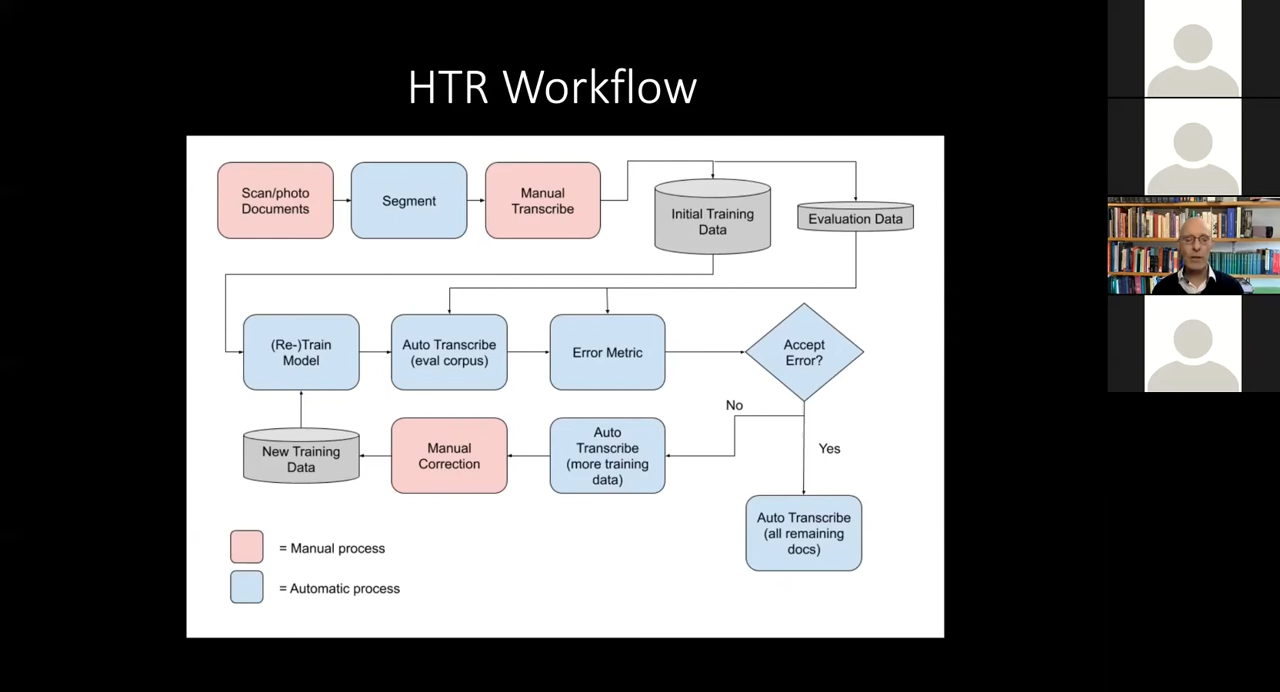 HTR Workflow
Scan/photo
Documents
Segment
Manual
Transcribe
Initial Training
Data
Evaluation Data
(Re-)Train
Model
Auto Transcribe
(eval corpus)
Error Metric
Accept
Error?
No
Yes
New Training
Data
Manual
Correction
Auto
Transcribe
(more training
data)
Auto Transcribe
(all remaining
docs)
= Manual process
= Automatic process